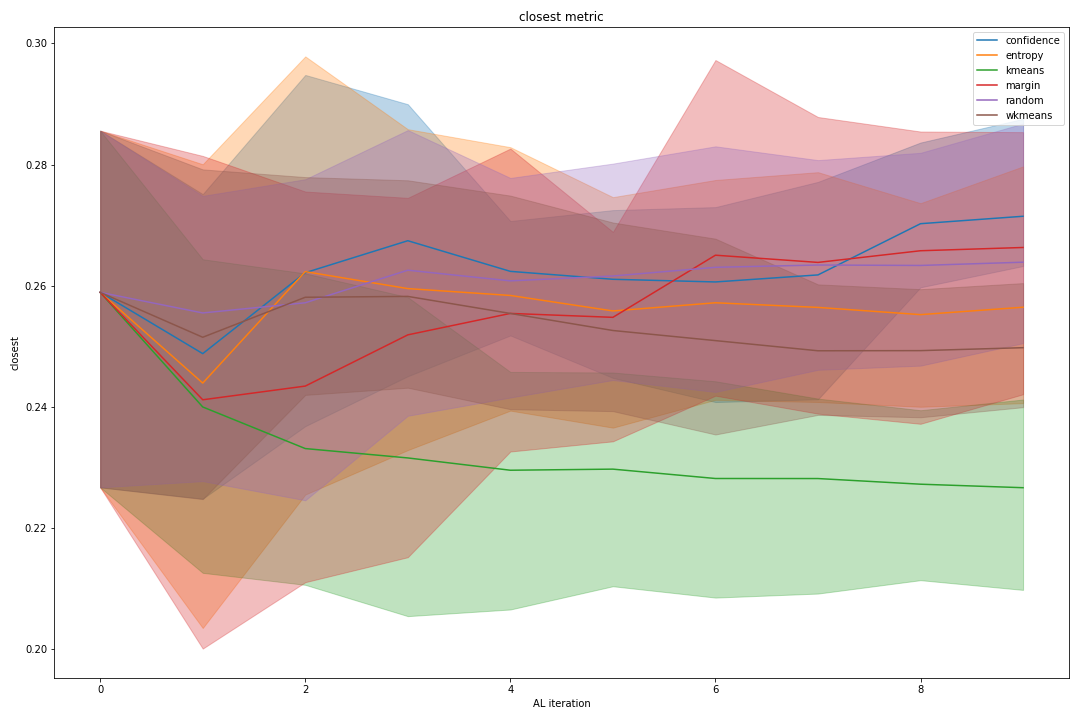 closest metric
0.30
0.28
0.26
0.24
0.22
0.20
closest
0
2
4
6
8
AL iteration
confidence
entropy
kmeans
margin
random
wkmeans